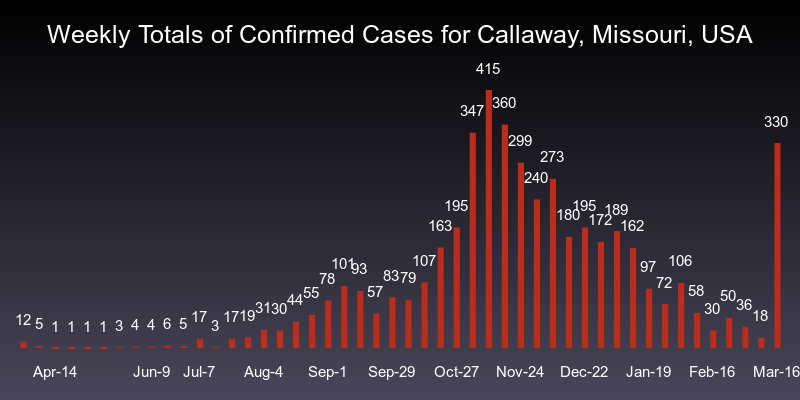 Weekly Totals of Confirmed Cases for Callaway, Missouri, USA
12 5 1 1 1 1 3 4 4 6 5 17 3 17 19 31 30 44 55 78 101 93 57 83 79 107 163 195 347 415 360 299 240 273 180 195 172 189 162 97 72 106 58 30 50 36 18 330
Apr-14 Jun-9 Jul-7 Aug-4 Sep-1 Sep-29 Oct-27 Nov-24 Dec-22 Jan-19 Feb-16 Mar-16